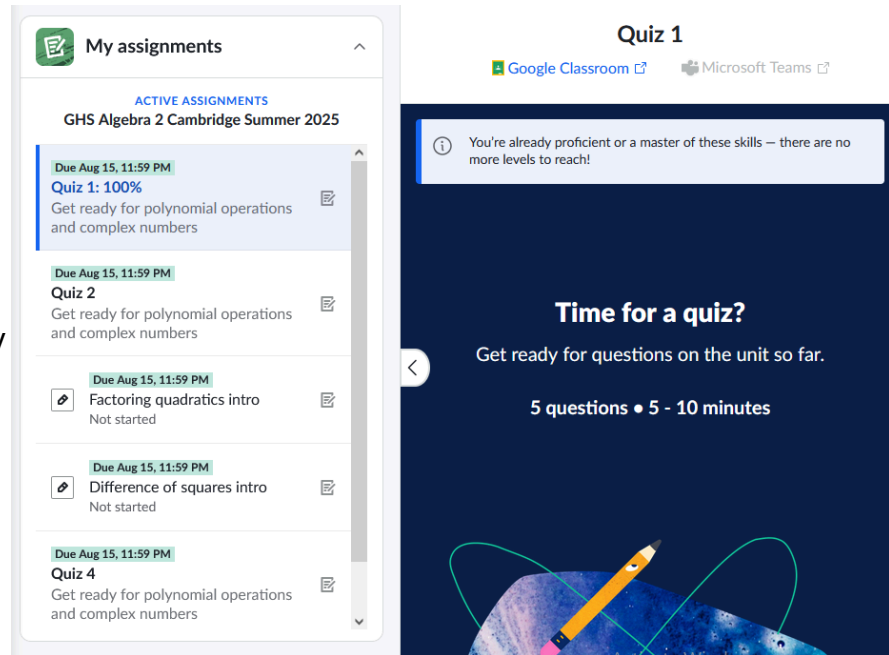 My assignments
ACTIVE ASSIGNMENTS
GHS Algebra 2 Cambridge Summer 2025
Due Aug 15, 11:59 PM
Quiz 1: 100%
Get ready for polynomial operations
and complex numbers
Due Aug 15, 11:59 PM
Quiz 2
Get ready for polynomial operations
and complex numbers
Due Aug 15, 11:59 PM
Factoring quadratics intro
Not started
Due Aug 15, 11:59 PM
Difference of squares intro
Not started
Due Aug 15, 11:59 PM
Quiz 4
Get ready for polynomial operations
and complex numbers
Quiz 1
Google Classroom Microsoft Teams
You're already proficient or a master of these skills — there are no
more levels to reach!
Time for a quiz?
Get ready for questions on the unit so far.
5 questions • 5 - 10 minutes